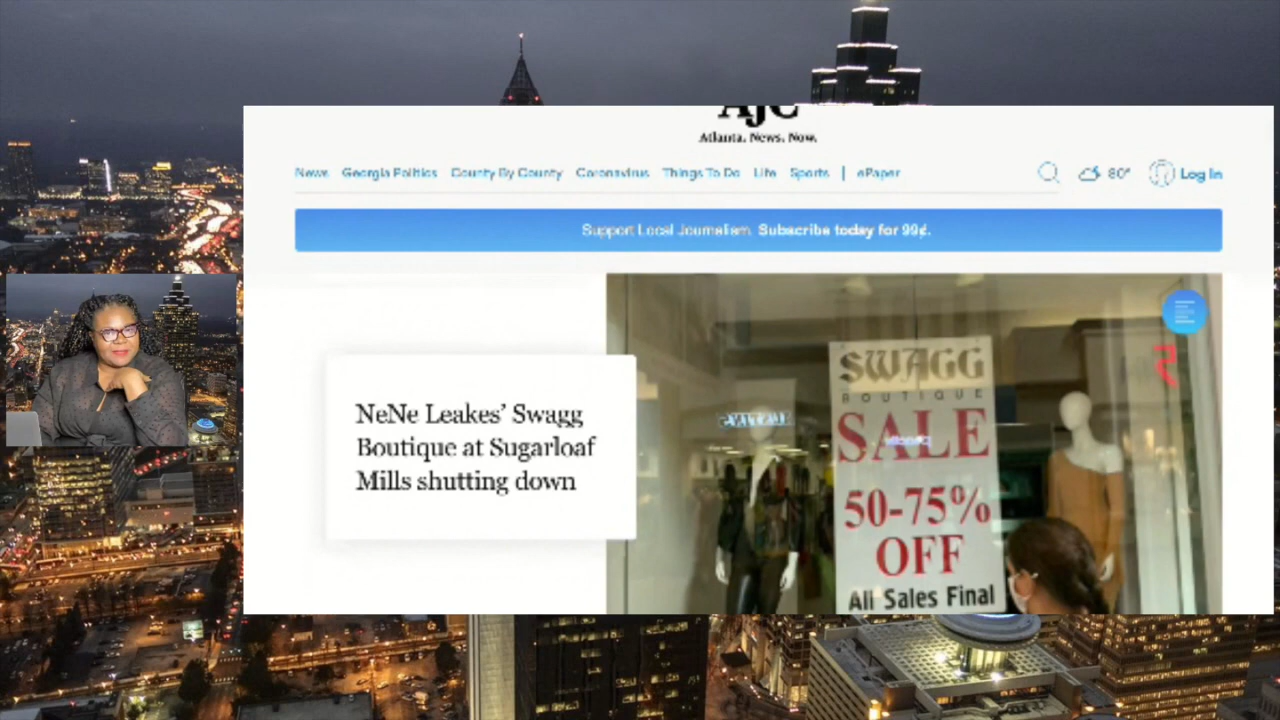 AJC
Atlanta. News. Now.
News Georgia Politics County By County Coronavirus Things To Do Life Sports | ePaper 80° Log In
Support Local Journalism. Subscribe today for 99¢.
NeNe Leakes’ Swagg
Boutique at Sugarloaf
Mills shutting down
SWAGG
BOUTIQUE
SALE
50-75%
OFF
All Sales Final